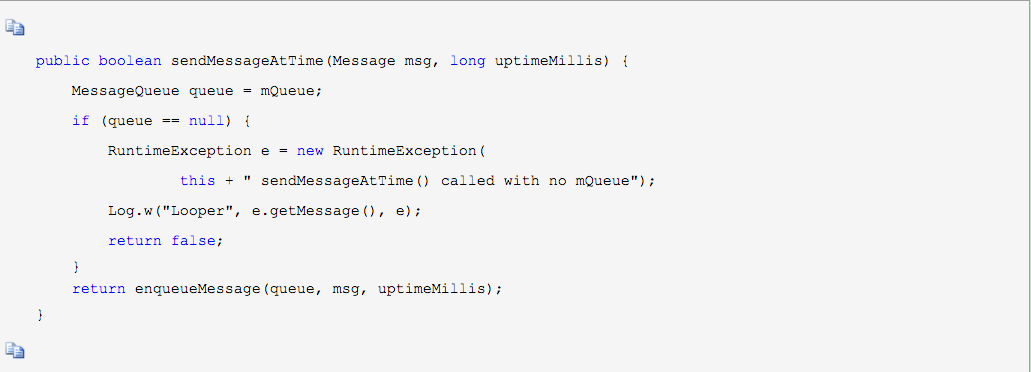 public boolean sendMessageAtTime(Message msg, long uptimeMillis) {
MessageQueue queue = mQueue;
if (queue == null) {
RuntimeException e = new RuntimeException(
this + " sendMessageAtTime() called with no mQueue");
Log.w("Looper", e.getMessage(), e);
return false;
}
return enqueueMessage(queue, msg, uptimeMillis);
}